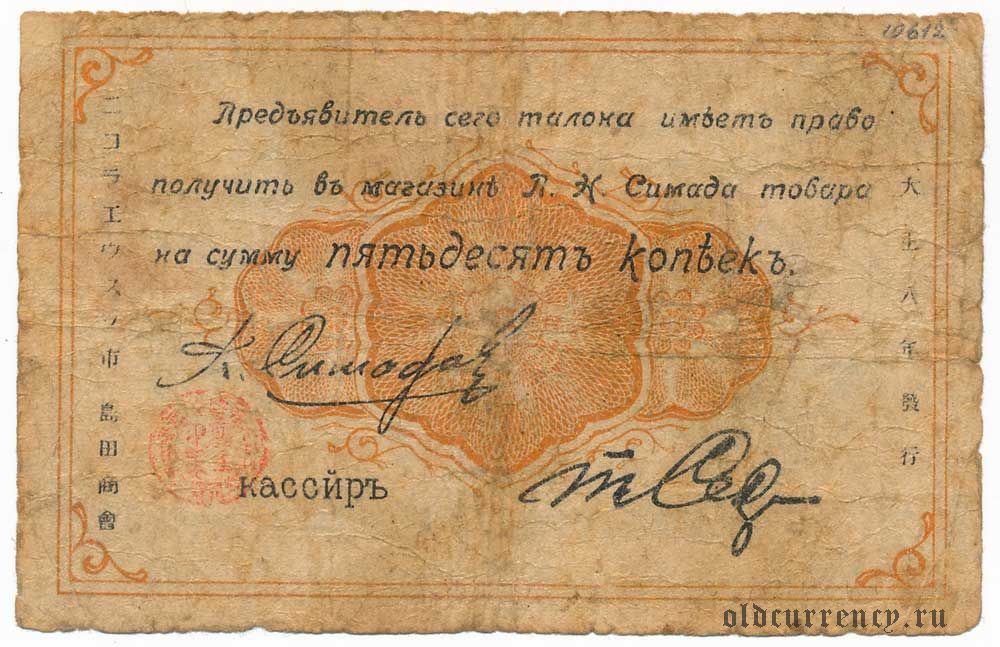 10612
Предъявитель сего талона имѣетъ право
получить въ магазинѣ П. Н. Симада товара
на сумму пятьдесятъ копѣекъ.
кассйръ
ニコラエウスク市島田商會
大正八年發行
oldcurrency.ru